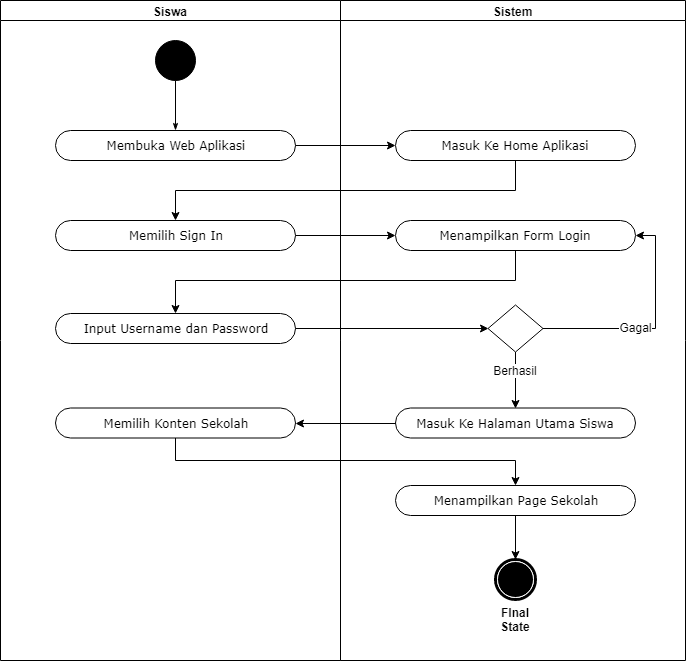 Siswa
Sistem
Membuka Web Aplikasi
Masuk Ke Home Aplikasi
Memilih Sign In
Menampilkan Form Login
Input Username dan Password
Gagal
Berhasil
Memilih Konten Sekolah
Masuk Ke Halaman Utama Siswa
Menampilkan Page Sekolah
FInal
State